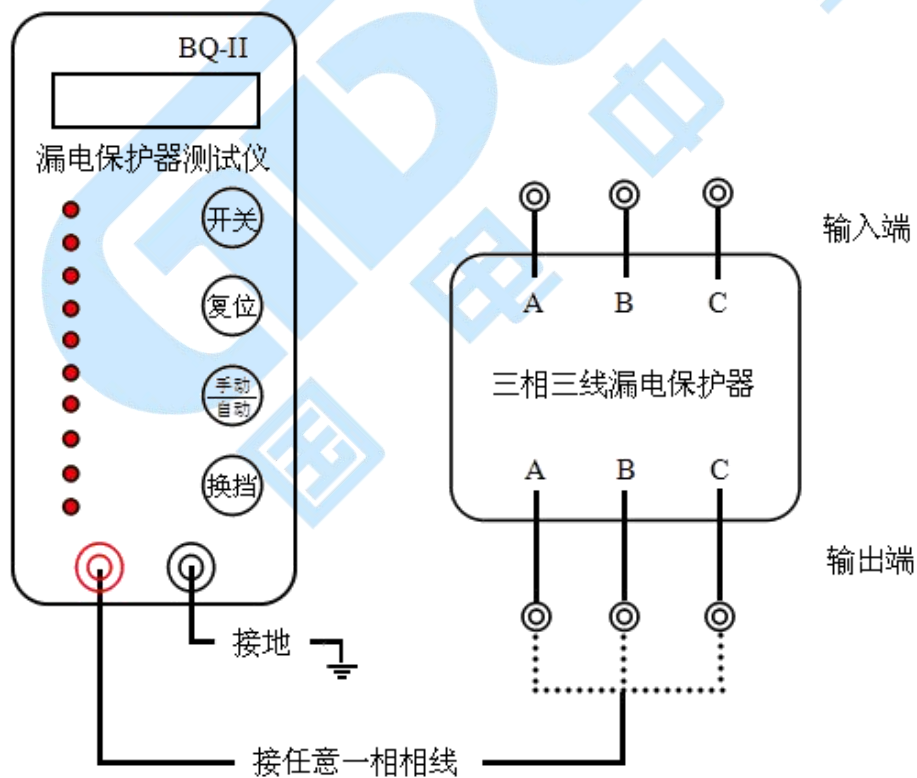 BQ-II
漏电保护器测试仪
开关
复位
手动
自动
换挡
接地
接任意一相相线
输入端
A B C
三相三线漏电保护器
A B C
输出端